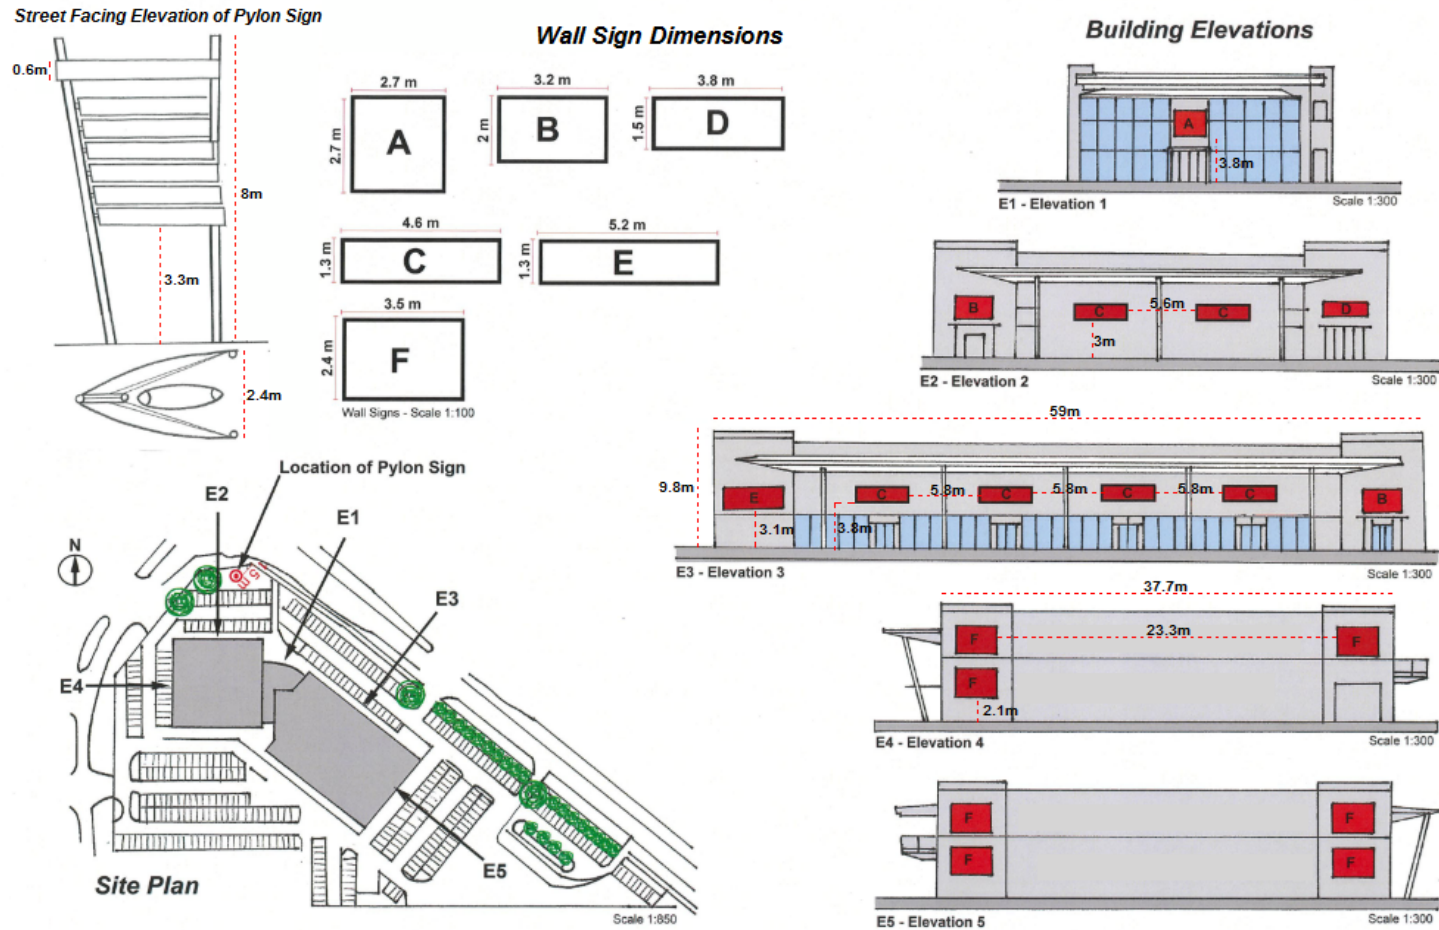 Street Facing Elevation of Pylon Sign
0.6m
8m
3.3m
2.4m
Wall Sign Dimensions
2.7 m
2.7 m
A
3.2 m
2 m
B
3.8 m
1.5 m
D
4.6 m
1.3 m
C
5.2 m
1.3 m
E
3.5 m
2.4 m
F
Wall Signs - Scale 1:100
Building Elevations
A
3.8m
E1 - Elevation 1
Scale 1:300
B
C
5.6m
C
D
3m
E2 - Elevation 2
Scale 1:300
59m
9.8m
E
C
5.8m
C
5.8m
C
5.8m
C
B
3.1m
3.8m
E3 - Elevation 3
Scale 1:300
37.7m
F
23.3m
F
F
2.1m
E4 - Elevation 4
Scale 1:300
F
F
F
F
E5 - Elevation 5
Scale 1:300
Location of Pylon Sign
E2
E1
N
E3
E4
E5
Site Plan
Scale 1:850